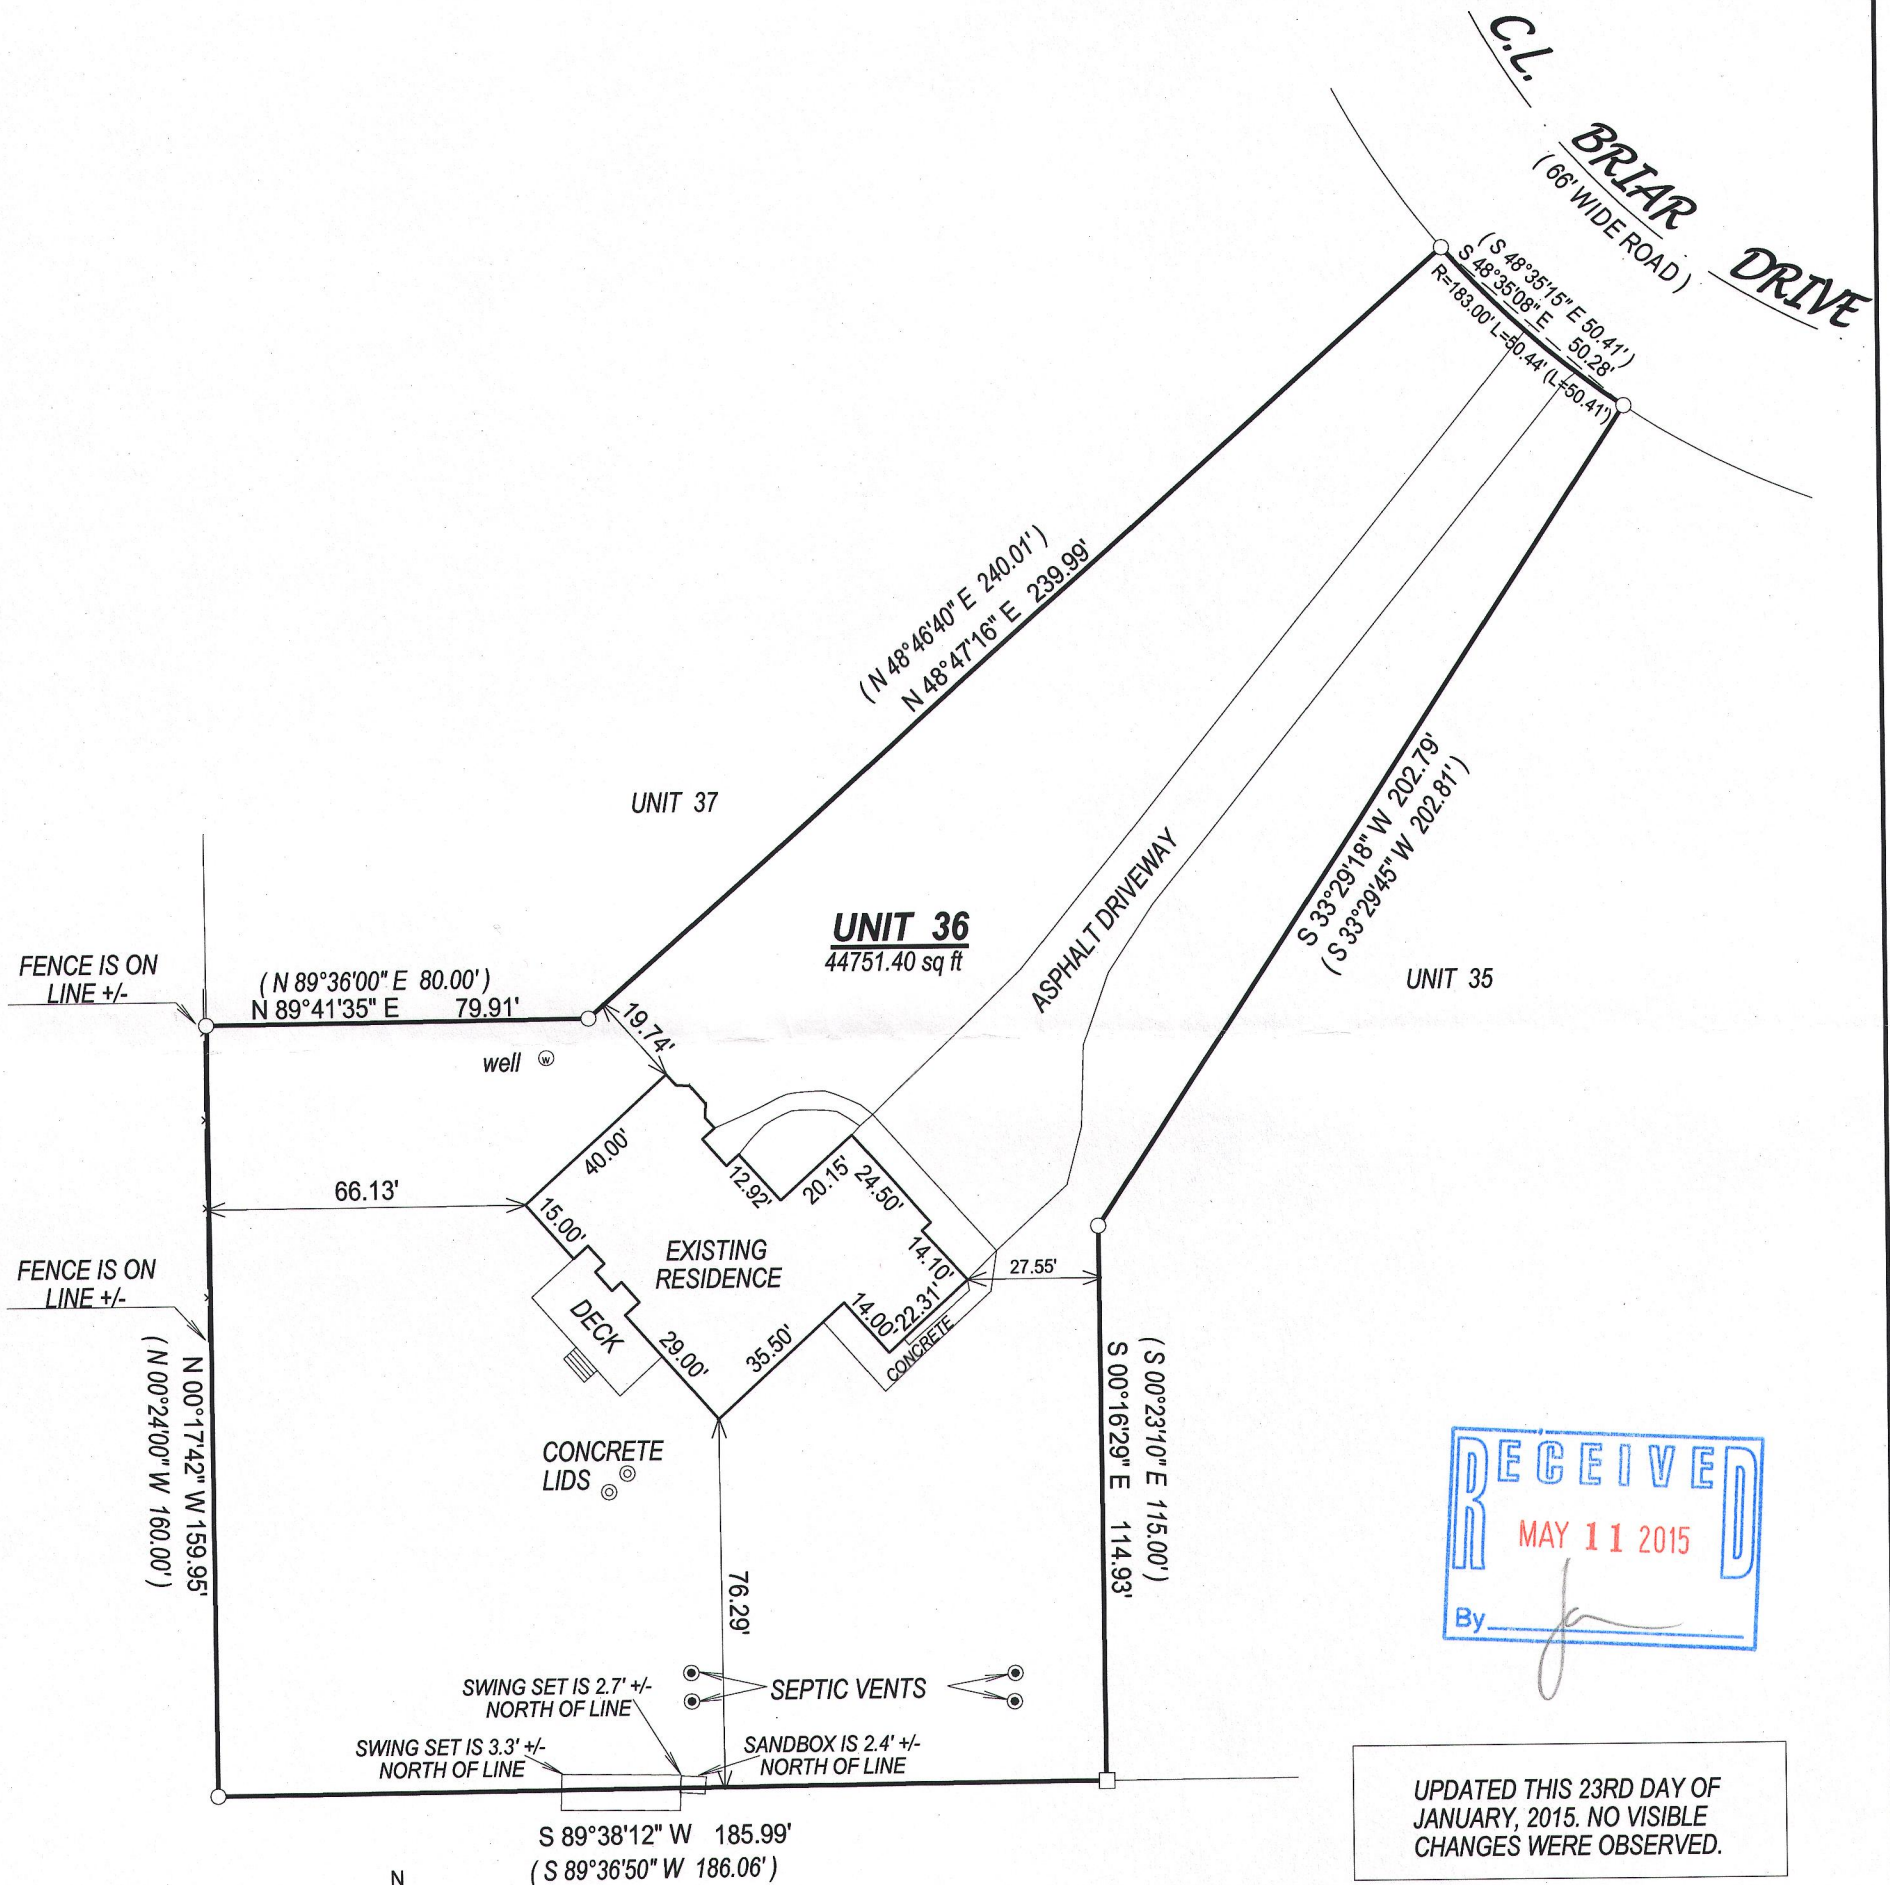 C.L. BRIAR DRIVE
( 66' WIDE ROAD )
( S 48°35'15" E 50.41' )
S 48°35'08" E 50.28'
R=183.00' L=50.44' (L=50.41')
( N 48°46'40" E 240.01' )
N 48°47'16" E 239.99'
S 33°29'18" W 202.79'
( S 33°29'45" W 202.81' )
UNIT 37
UNIT 36
44751.40 sq ft
ASPHALT DRIVEWAY
UNIT 35
FENCE IS ON
LINE +/-
( N 89°36'00" E 80.00' )
N 89°41'35" E 79.91'
well
W
19.74'
40.00'
66.13'
15.00'
12.92'
20.15'
24.50'
14.10'
27.55'
EXISTING
RESIDENCE
FENCE IS ON
LINE +/-
DECK
29.00'
35.50'
14.00'
22.31'
CONCRETE
N 00°17'42" W 159.95'
( N 00°24'00" W 160.00' )
( S 00°23'10" E 115.00' )
S 00°16'29" E 114.93'
CONCRETE
LIDS
76.29'
RECEIVED
MAY 11 2015
By
SWING SET IS 2.7' +/-
NORTH OF LINE
SEPTIC VENTS
SWING SET IS 3.3' +/-
NORTH OF LINE
SANDBOX IS 2.4' +/-
NORTH OF LINE
S 89°38'12" W 185.99'
( S 89°36'50" W 186.06' )
N
UPDATED THIS 23RD DAY OF
JANUARY, 2015. NO VISIBLE
CHANGES WERE OBSERVED.